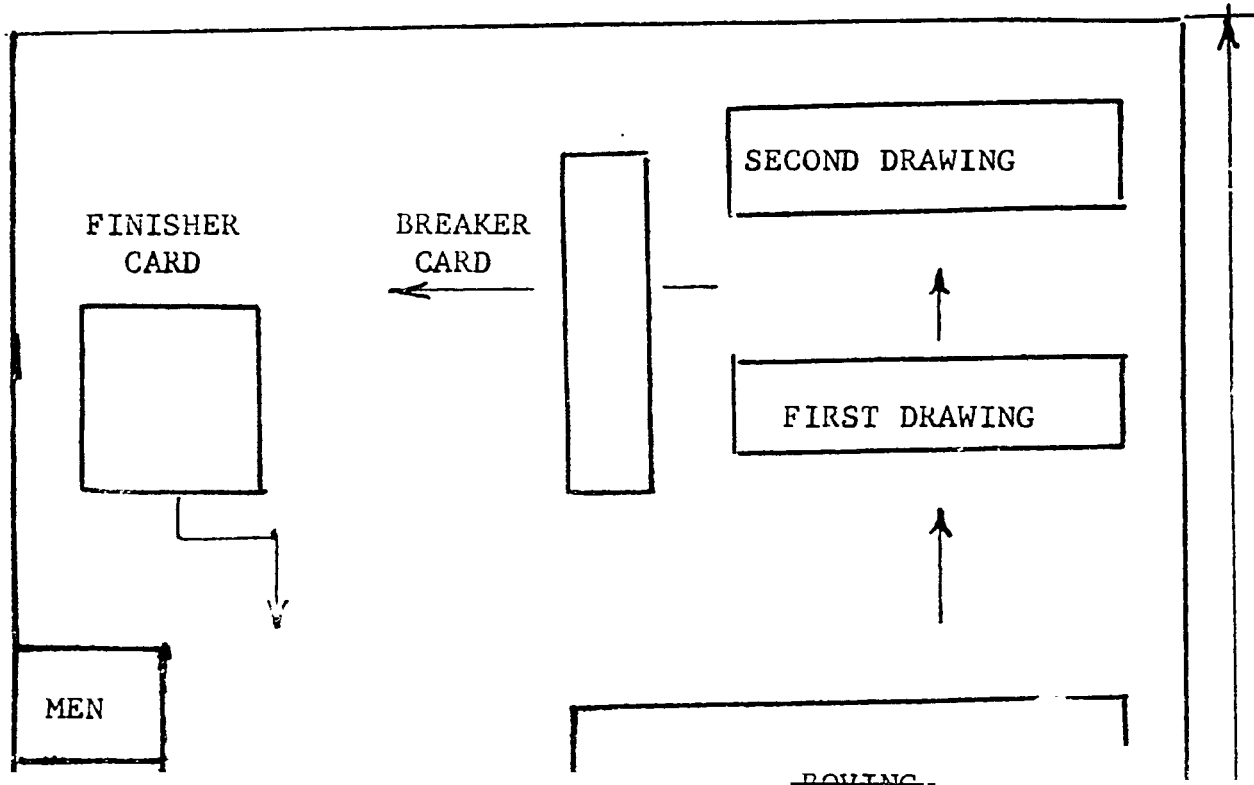 SECOND DRAWING
FINISHER
CARD
BREAKER
CARD
FIRST DRAWING
MEN